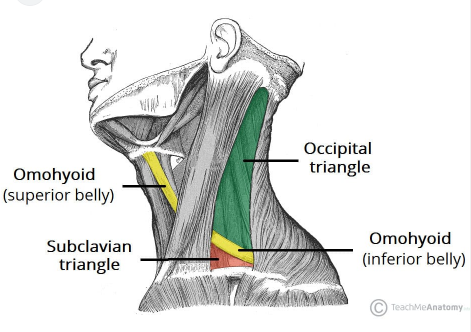 Occipital
triangle
Omohyoid
(superior belly)
Subclavian
triangle
Omohyoid
(inferior belly)
© TeachMeAnatomy